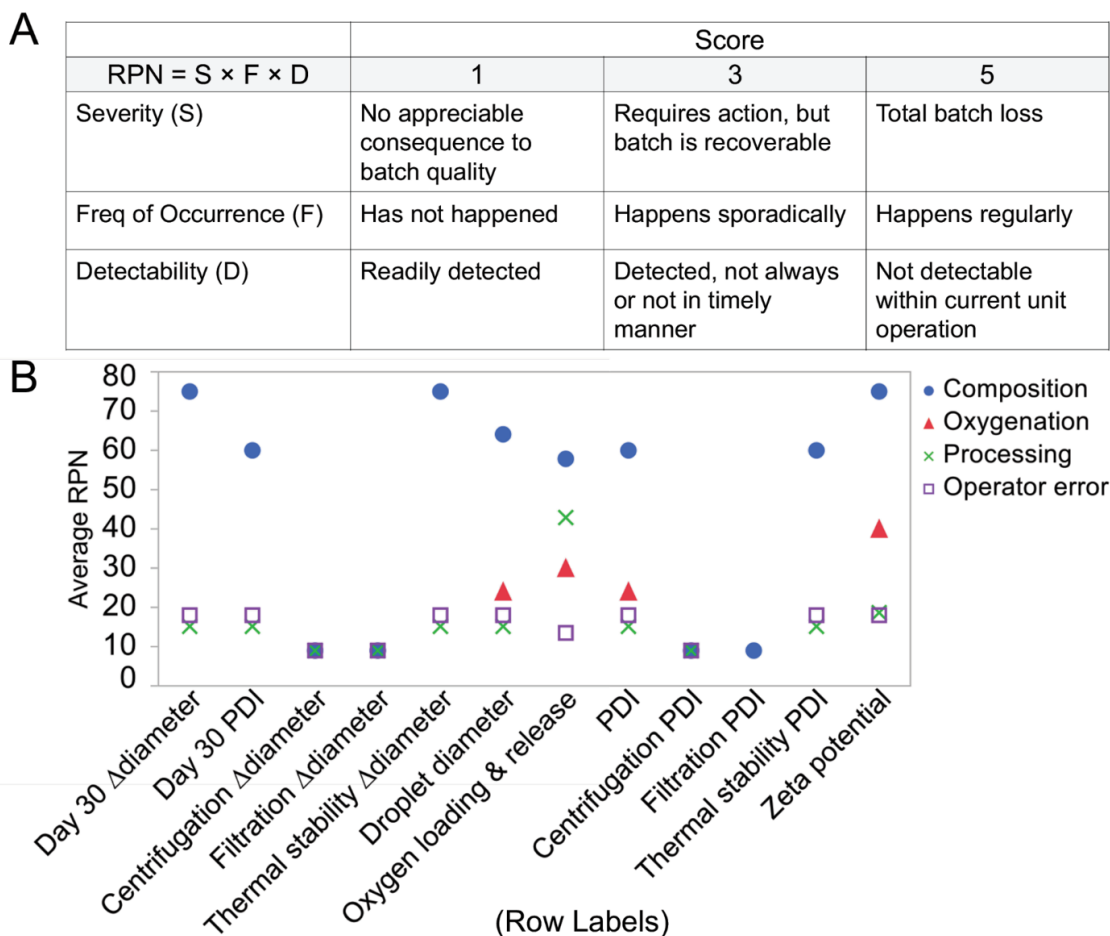 A
Score
RPN = S × F × D 1 3 5
Severity (S) No appreciable Requires action, but Total batch loss
consequence to batch is recoverable
batch quality
Freq of Occurrence (F) Has not happened Happens sporadically Happens regularly
Detectability (D) Readily detected Detected, not always Not detectable
or not in timely within current unit
manner operation
B
Average RPN
80
70
60
50
40
30
20
10
0
Composition
Oxygenation
Processing
Operator error
Day 30 Δdiameter
Day 30 PDI
Centrifugation Δdiameter
Filtration Δdiameter
Thermal stability Δdiameter
Droplet diameter
Oxygen loading & release
PDI
Centrifugation PDI
Filtration PDI
Thermal stability PDI
Zeta potential
(Row Labels)